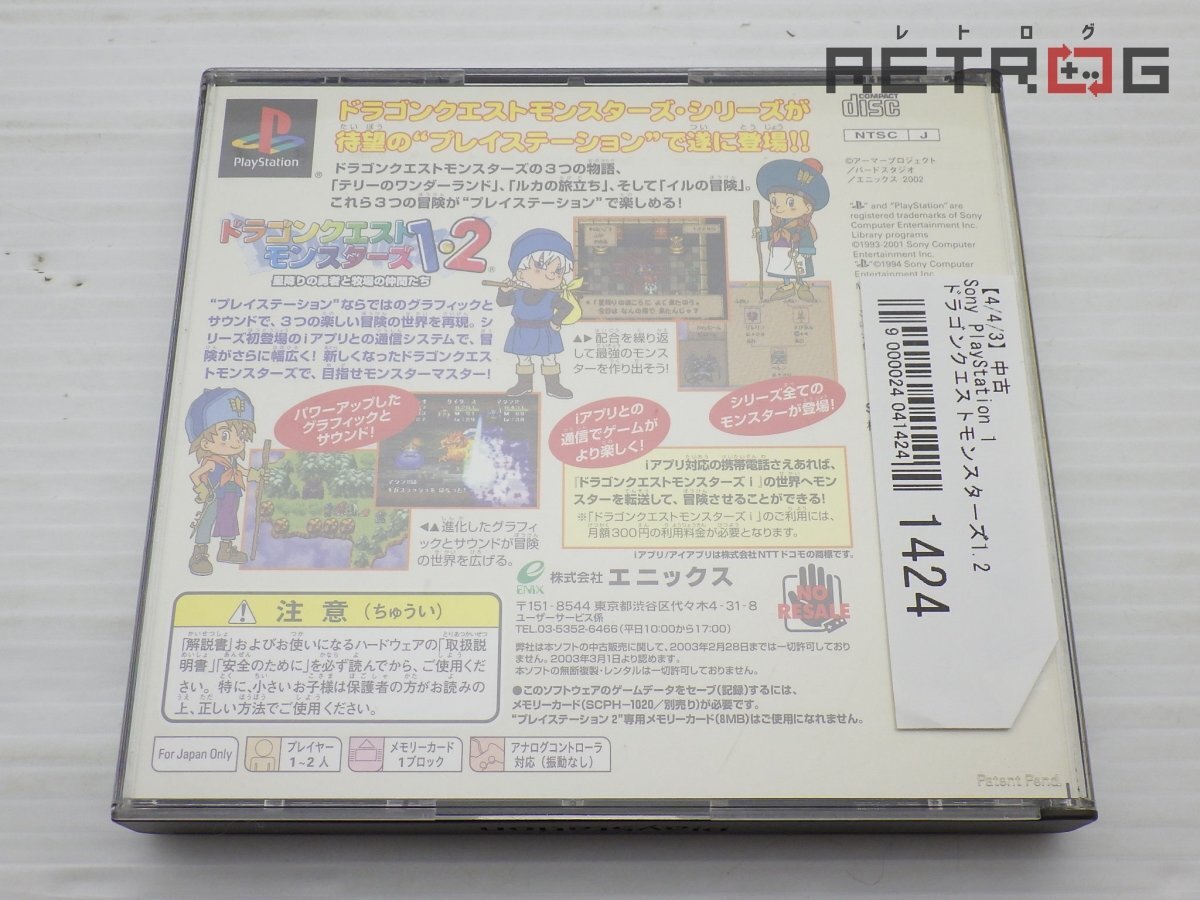 レトログ
RETROG
PlayStation
ドラゴンクエストモンスターズ・シリーズが
待望の“プレイステーション”で遂に登場!!
ドラゴンクエストモンスターズの3つの物語、
「テリーのワンダーランド」、「ルカの旅立ち」、そして「イルの冒険」。
これら3つの冒険が“プレイステーション”で楽しめる!
COMPACT
disc
NTSC J
©アーマープロジェクト
/バードスタジオ
/エニックス 2002
and "PlayStation" are
registered trademarks of Sony
Computer Entertainment Inc.
Library programs
©1993-2001 Sony Computer
Entertainment Inc.
©1994 Sony Computer
Entertainment Inc.
ドラゴンクエスト
モンスターズ1・2
星降りの勇者と牧場の仲間たち
“プレイステーション”ならではのグラフィックと
サウンドで、3つの楽しい冒険の世界を再現。シ
リーズ初登場のiアプリとの通信システムで、冒
険がさらに幅広く! 新しくなったドラゴンクエス
トモンスターズで、目指せモンスターマスター!
▲▶配合を繰り返
して最強のモンス
ターを作り出そう!
パワーアップした
グラフィックと
サウンド!
iアプリとの
通信でゲームが
より楽しく!
シリーズ全ての
モンスターが登場!
◀▲進化したグラフィ
ックとサウンドが冒険
の世界を広げる。
iアプリ対応の携帯電話さえあれば、
『ドラゴンクエストモンスターズi』の世界へモン
スターを転送して、冒険させることができる!
※『ドラゴンクエストモンスターズi』のご利用には、
月額300円の利用料金が必要となります。
iアプリ/アイアプリは株式会社NTTドコモの商標です。
ENIX
株式会社 エニックス
〒151-8544 東京都渋谷区代々木4-31-8
ユーザーサービス係
TEL.03-5352-6466(平日10:00から17:00)
NO
RESALE
弊社は本ソフトの中古販売に関して、2003年2月28日までは一切許可しており
ません。2003年3月1日より認めます。
本ソフトの無断複製・レンタルは一切許可しておりません。
●このソフトウェアのゲームデータをセーブ(記録)するには、
メモリーカード(SCPH-1020/別売り)が必要です。
“プレイステーション 2”専用メモリーカード(8MB)はご使用になれません。
注意(ちゅうい)
「解説書」およびお使いになるハードウェアの「取扱説
明書」「安全のために」を必ず読んでから、ご使用くだ
さい。特に、小さいお子様は保護者の方がお読みの
上、正しい方法でご使用ください。
For Japan Only
プレイヤー
1~2人
メモリーカード
1ブロック
アナログコントローラ
対応(振動なし)
Patent Pend.
【4/4/3】中古
Sony PlayStation 1
ドラゴンクエストモンスターズ1.2
9 000024 041424
1424